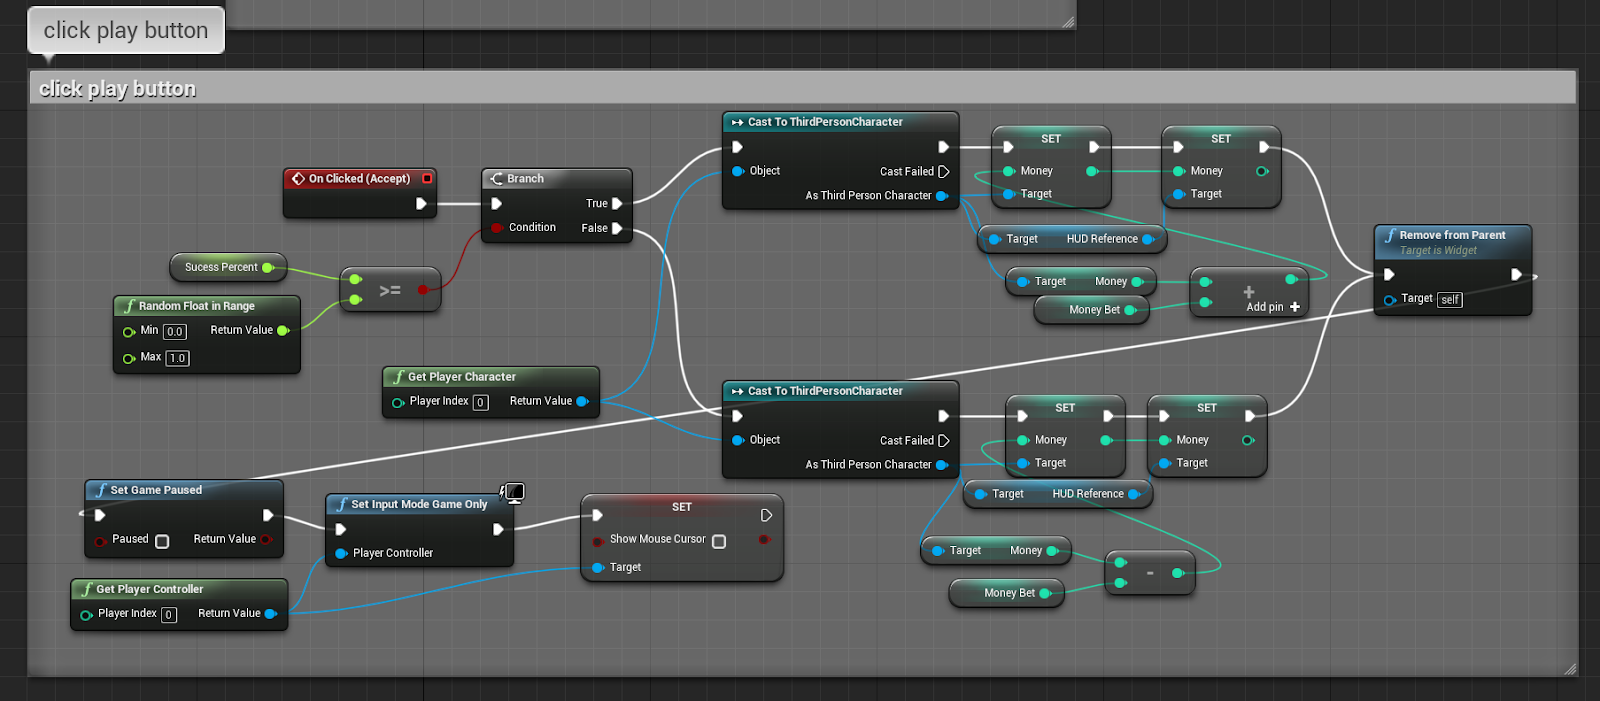 click play button
click play button
On Clicked (Accept)
Branch
True
Condition
False
Sucess Percent
>=
Random Float in Range
Min 0.0
Return Value
Max 1.0
Get Player Character
Player Index 0
Return Value
Cast To ThirdPersonCharacter
Object
Cast Failed
As Third Person Character
SET
Money
Target
SET
Money
Target
Target
HUD Reference
Target
Money
Money Bet
+
Add pin +
Remove from Parent
Target is Widget
Target self
Cast To ThirdPersonCharacter
Object
Cast Failed
As Third Person Character
SET
Money
Target
SET
Money
Target
Target
HUD Reference
Target
Money
Money Bet
-
Set Game Paused
Paused
Return Value
Set Input Mode Game Only
Player Controller
SET
Show Mouse Cursor
Target
Get Player Controller
Player Index 0
Return Value